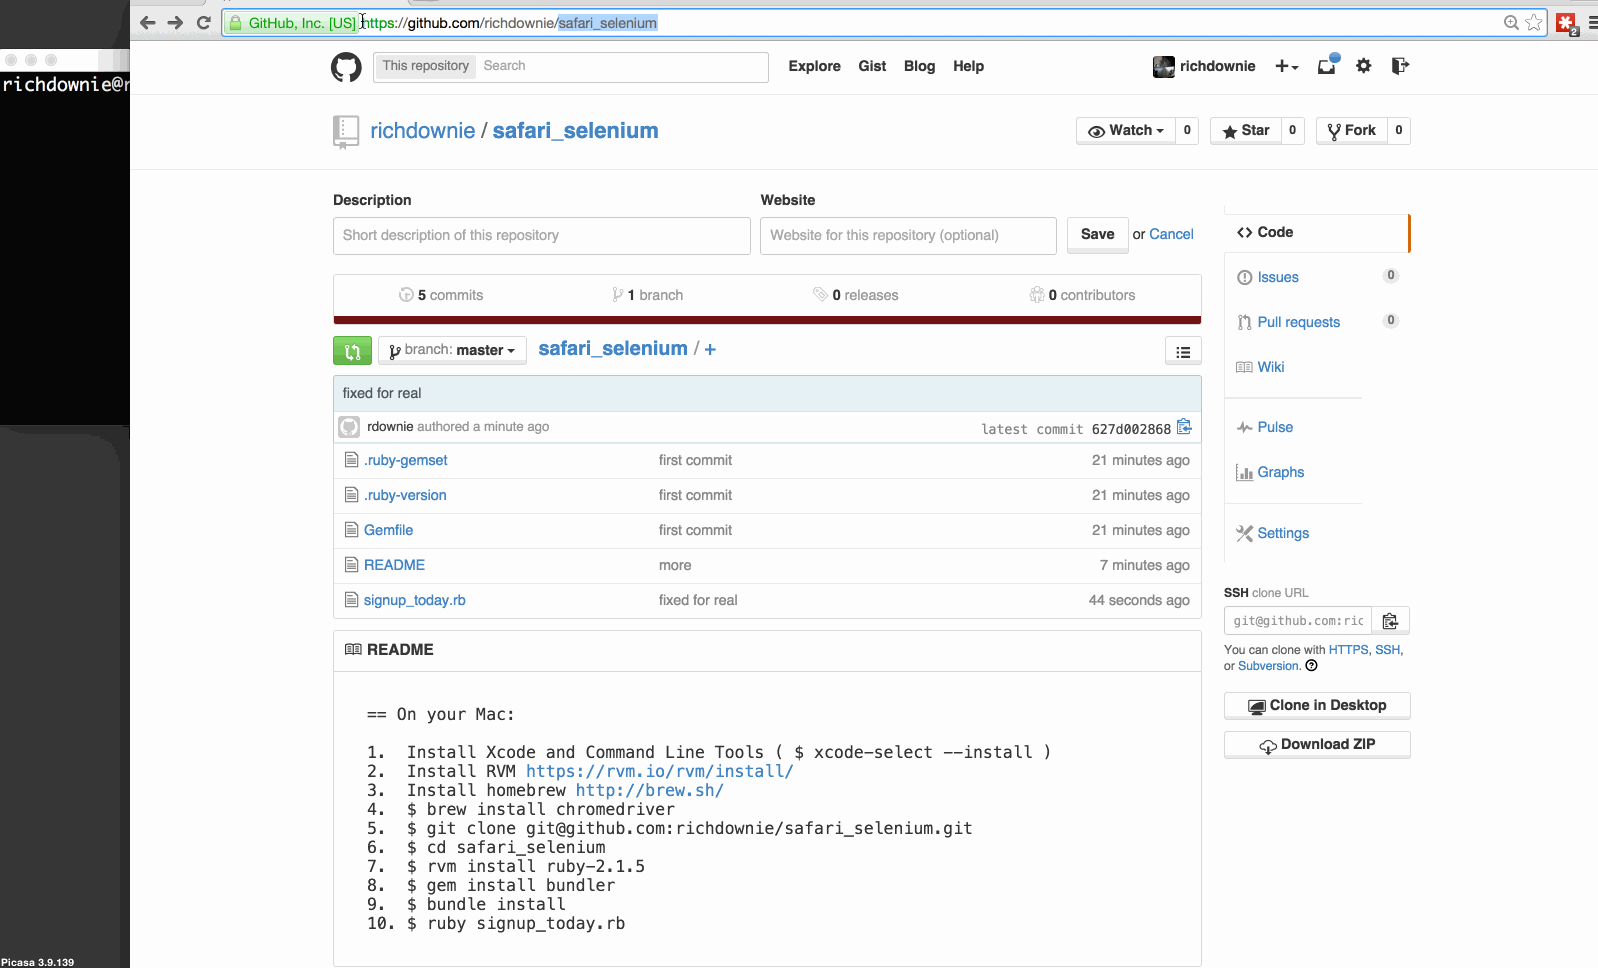 GitHub, Inc. [US] https://github.com/richdownie/safari_selenium
2
richdownie@r
This repository Search Explore Gist Blog Help richdownie
richdownie / safari_selenium Watch 0 Star 0 Fork 0
Description Website
Short description of this repository Website for this repository (optional) Save or Cancel
Code
Issues 0
5 commits 1 branch 0 releases 0 contributors
Pull requests 0
branch: master safari_selenium / +
Wiki
fixed for real
rdownie authored a minute ago latest commit 627d002868
Pulse
.ruby-gemset first commit 21 minutes ago
Graphs
.ruby-version first commit 21 minutes ago
Gemfile first commit 21 minutes ago
Settings
README more 7 minutes ago
signup_today.rb fixed for real 44 seconds ago
SSH clone URL
git@github.com:ric
You can clone with HTTPS, SSH,
or Subversion.
Clone in Desktop
Download ZIP
README
== On your Mac:
1. Install Xcode and Command Line Tools ( $ xcode-select --install )
2. Install RVM https://rvm.io/rvm/install/
3. Install homebrew http://brew.sh/
4. $ brew install chromedriver
5. $ git clone git@github.com:richdownie/safari_selenium.git
6. $ cd safari_selenium
7. $ rvm install ruby-2.1.5
8. $ gem install bundler
9. $ bundle install
10. $ ruby signup_today.rb
Picasa 3.9.139